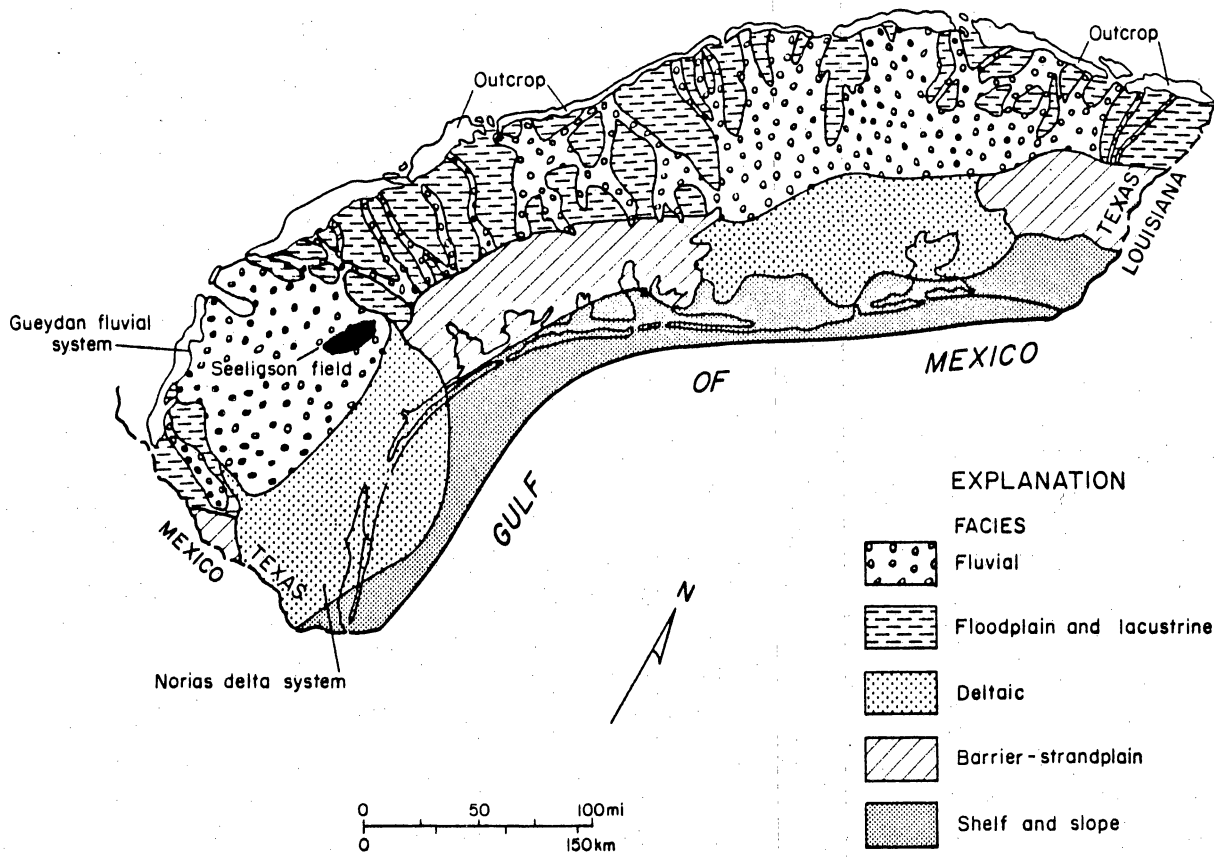 Outcrop
Outcrop
TEXAS
LOUISIANA
Gueydan fluvial
system
Seeligson field
GULF
OF
MEXICO
MEXICO
TEXAS
Norias delta system
N
EXPLANATION
FACIES
Fluvial
Floodplain and lacustrine
Deltaic
Barrier-strandplain
Shelf and slope
0 50 100mi
0 150km